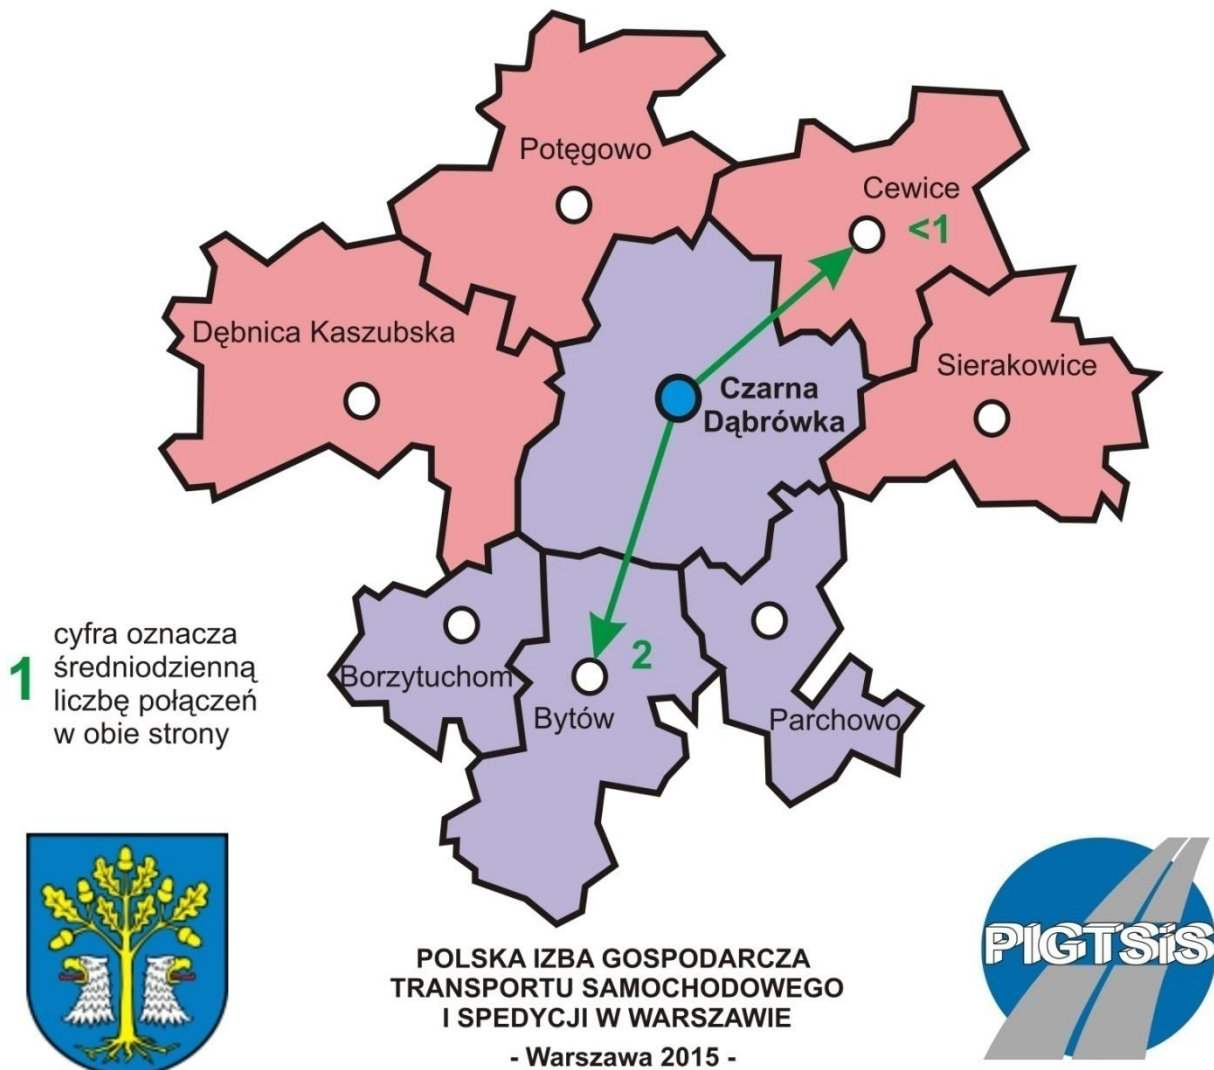 Potęgowo
Cewice
<1
Dębnica Kaszubska
Sierakowice
Czarna
Dąbrówka
1
cyfra oznacza
średniodzienną
liczbę połączeń
w obie strony
Borzytuchom
2
Bytów
Parchowo
POLSKA IZBA GOSPODARCZA
TRANSPORTU SAMOCHODOWEGO
I SPEDYCJI W WARSZAWIE
- Warszawa 2015 -
PIGTSiS